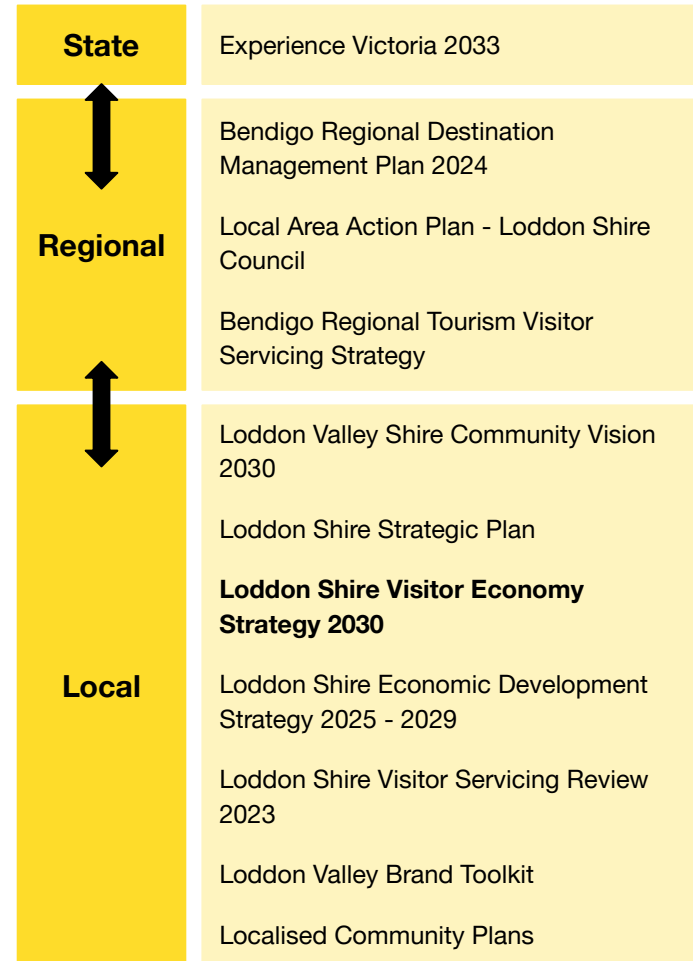 State
Experience Victoria 2033
Regional
Bendigo Regional Destination
Management Plan 2024
Local Area Action Plan - Loddon Shire
Council
Bendigo Regional Tourism Visitor
Servicing Strategy
Local
Loddon Valley Shire Community Vision
2030
Loddon Shire Strategic Plan
Loddon Shire Visitor Economy
Strategy 2030
Loddon Shire Economic Development
Strategy 2025 - 2029
Loddon Shire Visitor Servicing Review
2023
Loddon Valley Brand Toolkit
Localised Community Plans